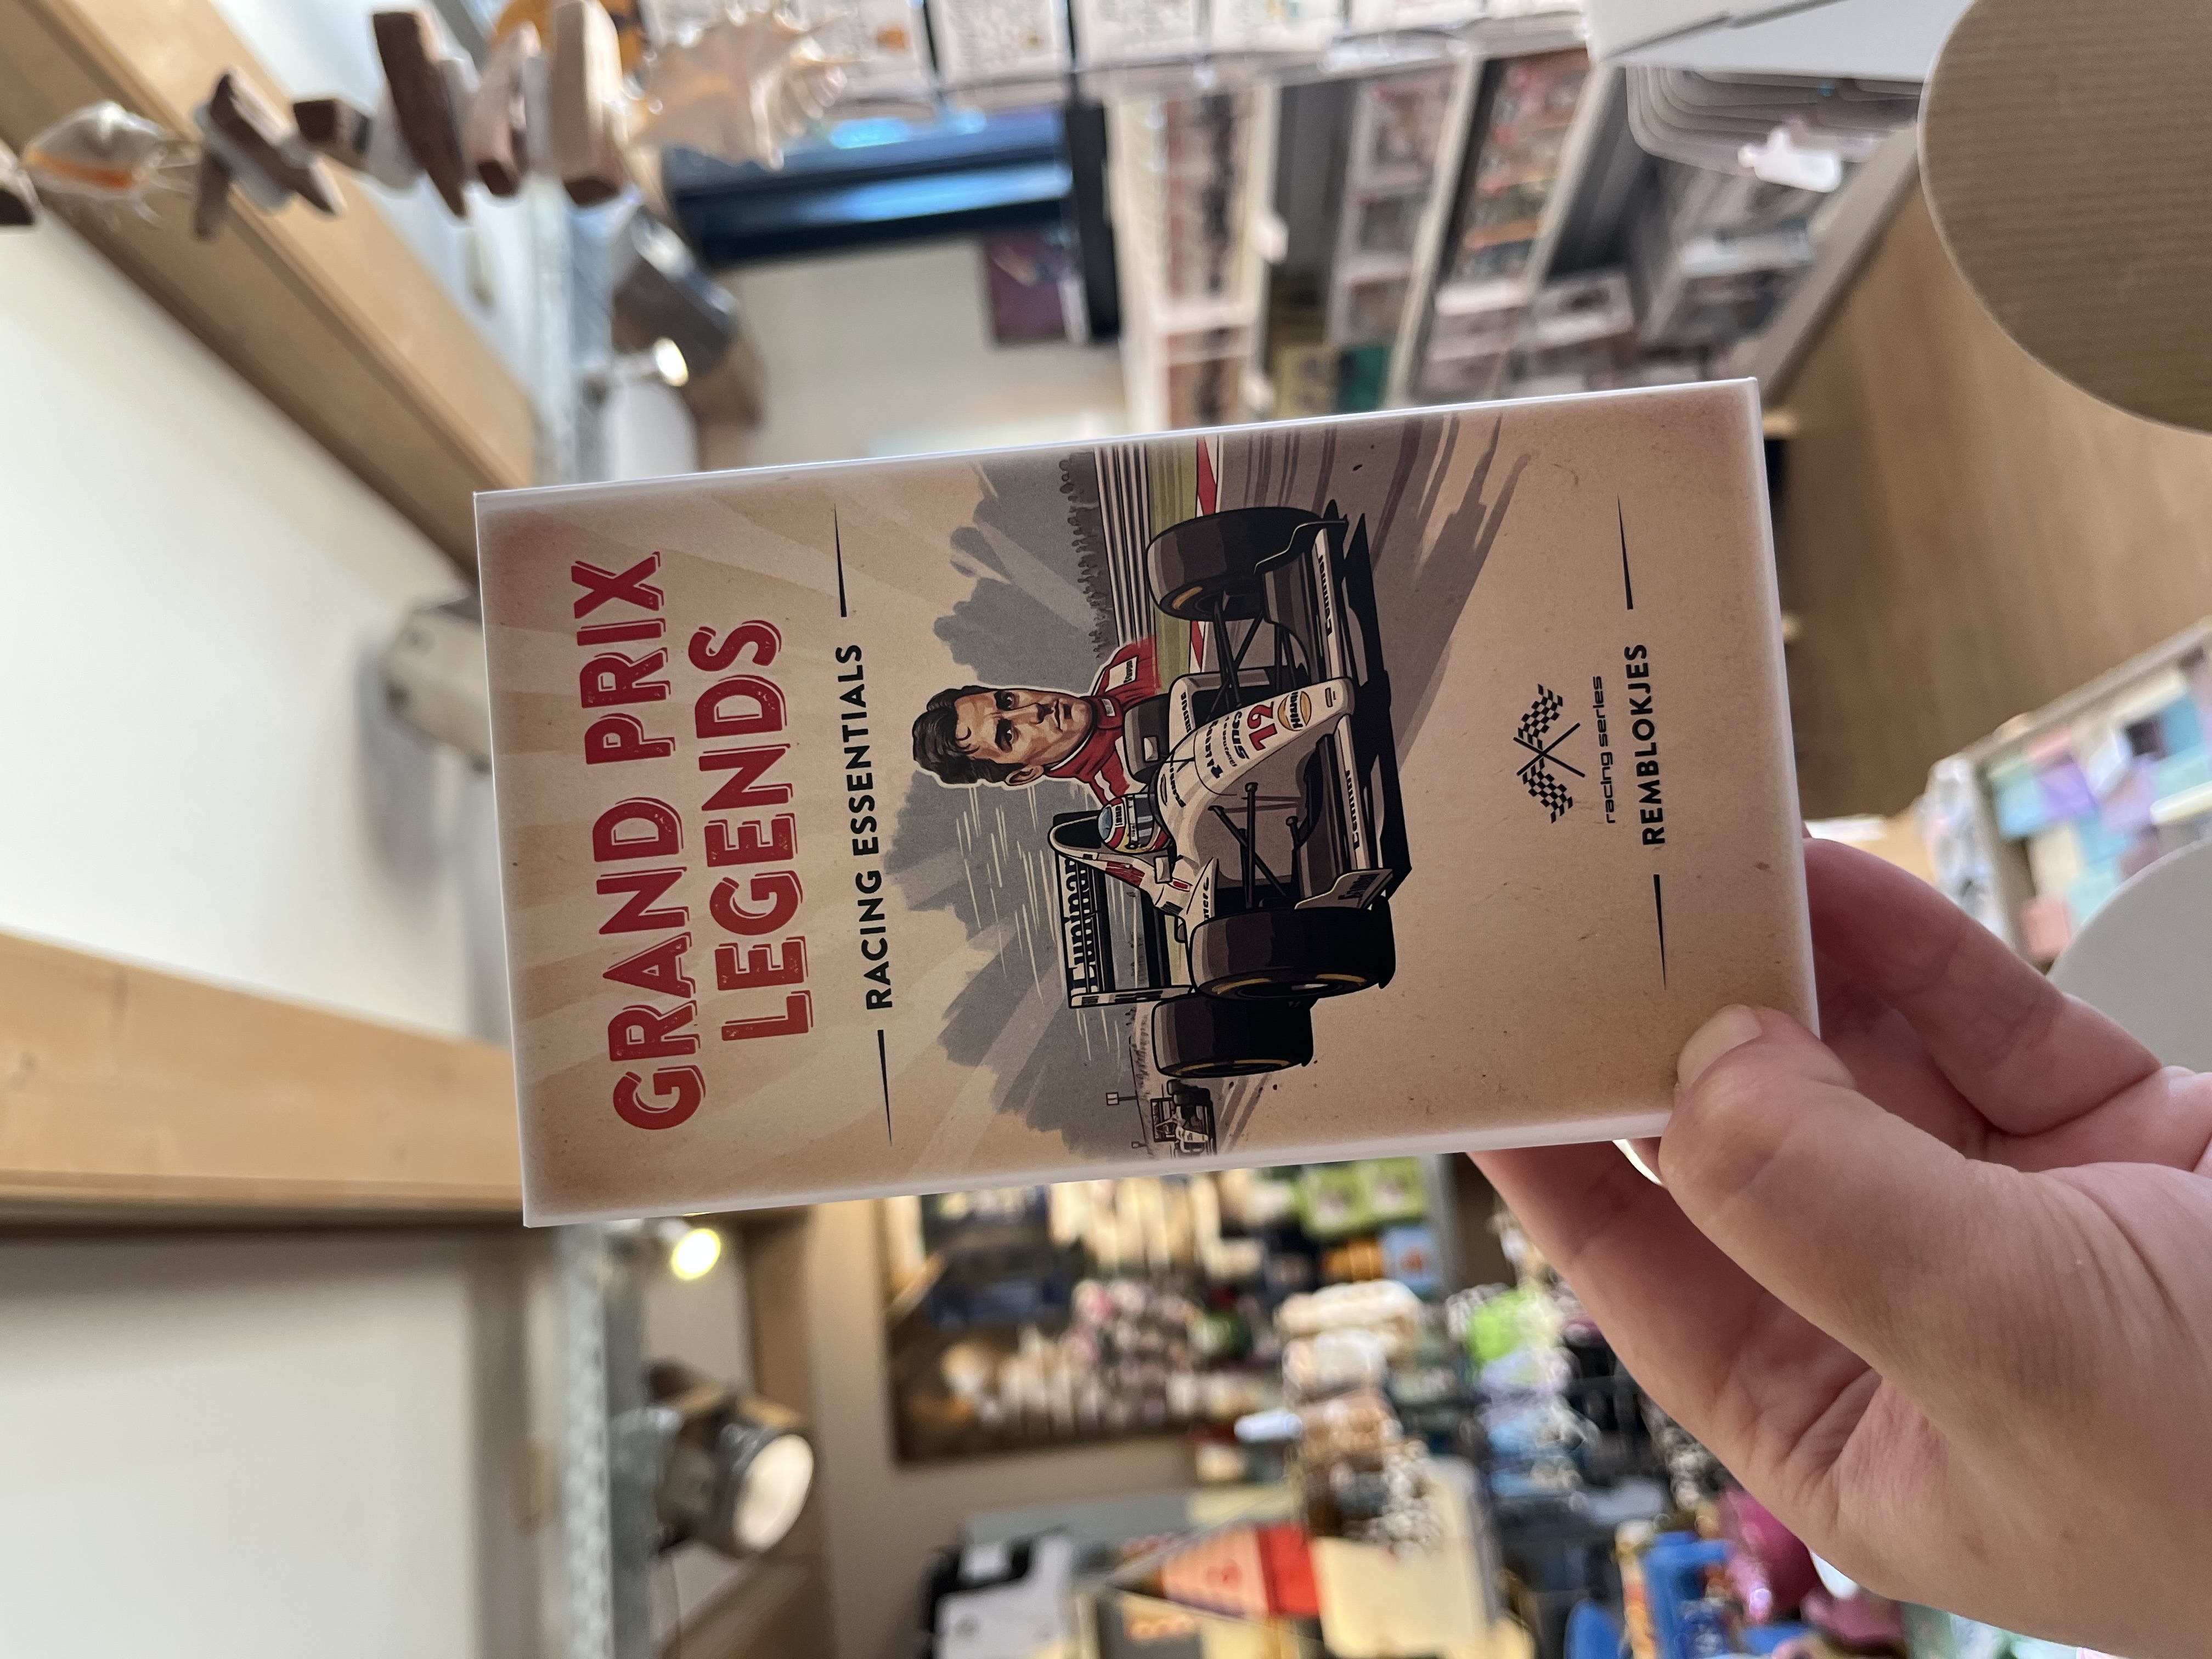 GRAND PRIX
LEGENDS
RACING ESSENTIALS
12
racing series
REMBLOKJES